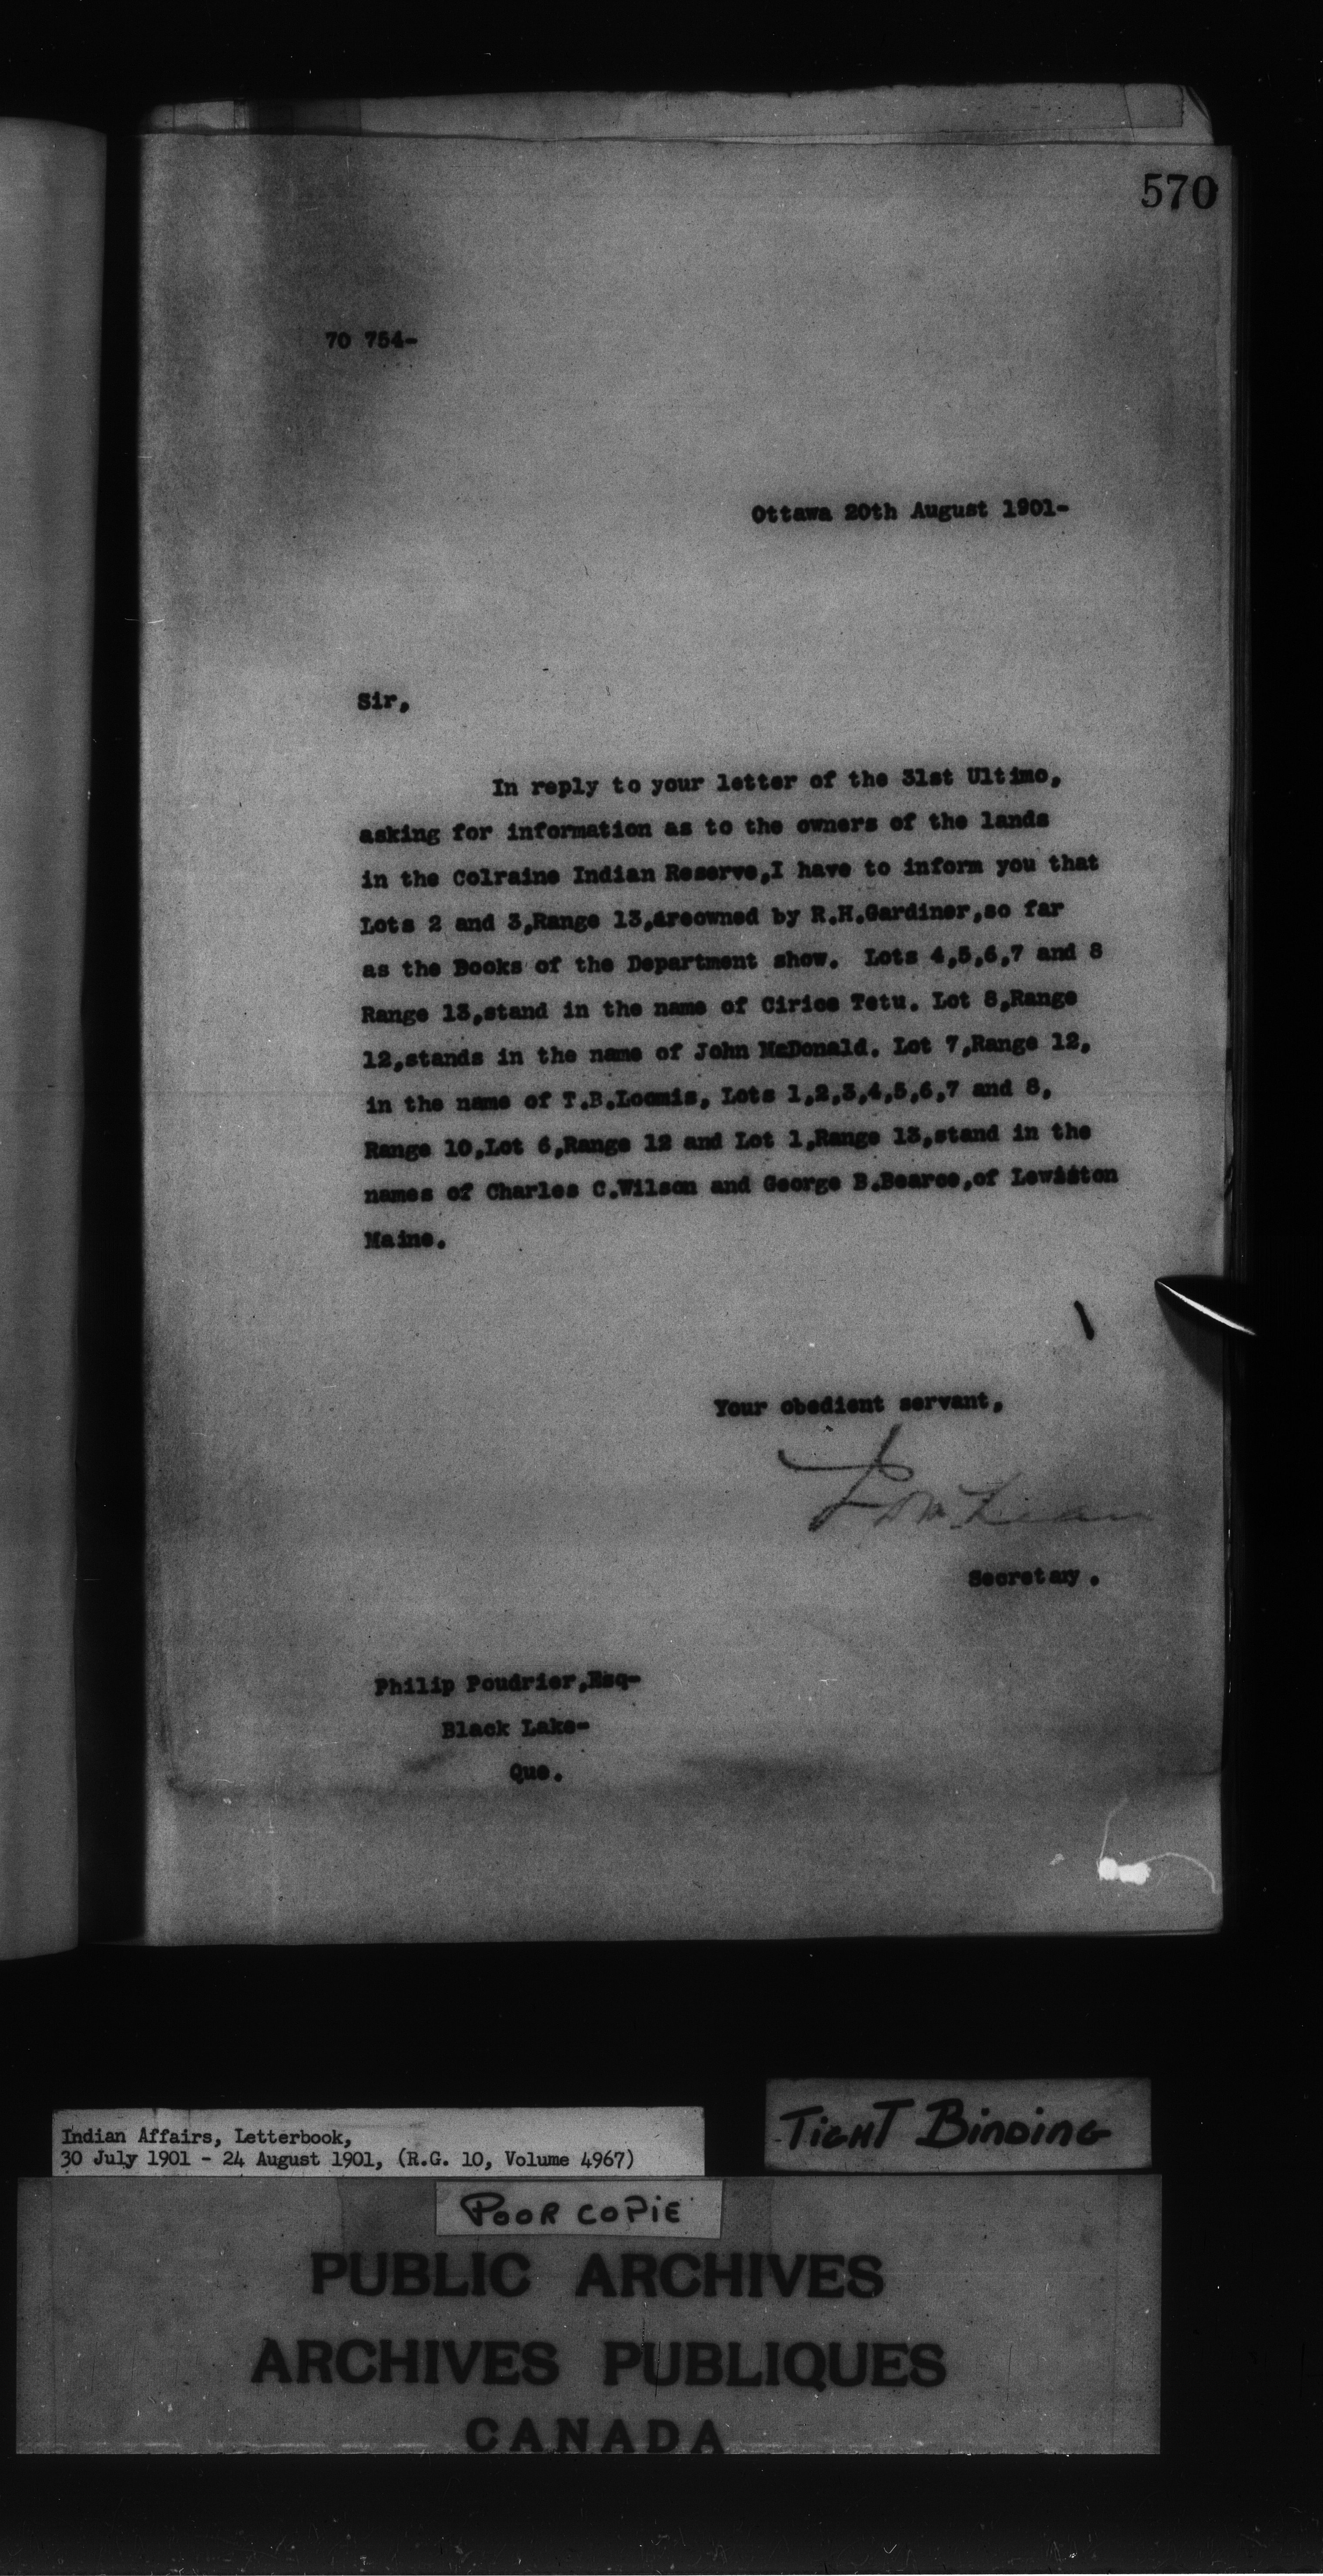 570
70 754-
Ottawa 20th August 1901-
Sir,
In reply to your letter of the 31st Ultimo,
asking for information as to the owners of the lands
in the Colraine Indian Reserve,I have to inform you that
Lots 2 and 3,Range 13,areowned by R.H.Gardiner,so far
as the Books of the Department show. Lots 4,5,6,7 and 8
Range 13,stand in the name of Cirice Tetu. Lot 8,Range
12,stands in the name of John McDonald. Lot 7,Range 12,
in the name of T.B.Loomis, Lots 1,2,3,4,5,6,7 and 8,
Range 10,Lot 6,Range 12 and Lot 1,Range 13,stand in the
names of Charles C.Wilson and George B.Bearce,of Lewiston
Maine.
Your obedient servant,
McLean
Secretary.
Philip Poudrier,Esq-
Black Lake-
Que.
Indian Affairs, Letterbook,
30 July 1901 - 24 August 1901, (R.G. 10, Volume 4967)
TIGHT BINDING
POOR COPIE
PUBLIC ARCHIVES
ARCHIVES PUBLIQUES
CANADA